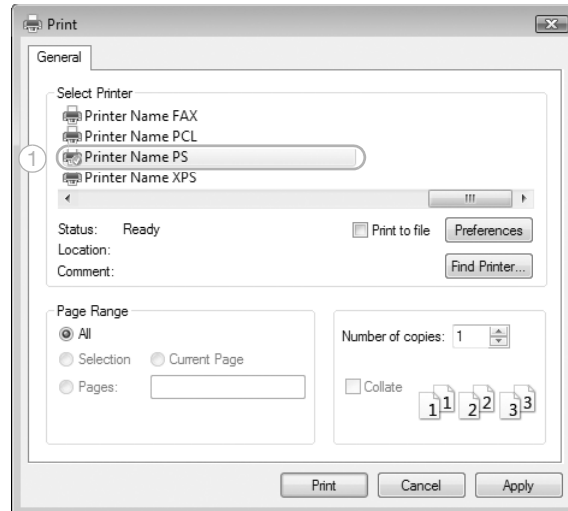 Print
General
Select Printer
Printer Name FAX
Printer Name PCL
1 Printer Name PS
Printer Name XPS
Status: Ready Print to file Preferences
Location:
Comment: Find Printer...
Page Range
All
Selection Current Page
Pages:
Number of copies: 1
Collate 1 1 2 2 3 3
Print Cancel Apply